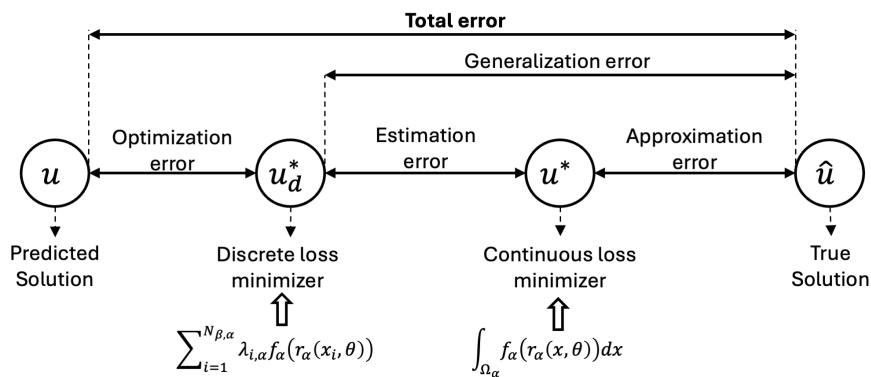 Total error
Generalization error
Optimization
error
Estimation
error
Approximation
error
u
u*_d
u*
û
Predicted
Solution
Discrete loss
minimizer
Continuous loss
minimizer
True
Solution
∑_{i=1}^{N_{β,α}} λ_{i,α} f_α(r_α(x_i, θ))
∫_{Ω_α} f_α(r_α(x, θ))dx